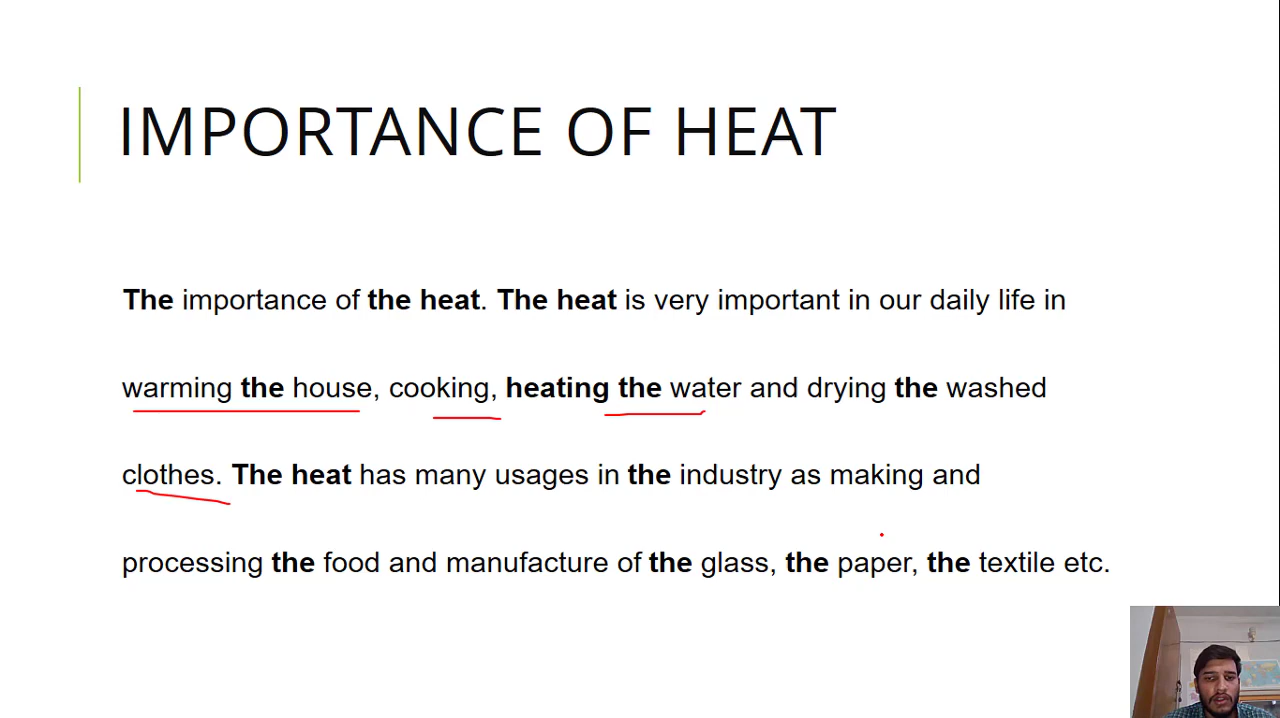 IMPORTANCE OF HEAT
The importance of the heat. The heat is very important in our daily life in
warming the house, cooking, heating the water and drying the washed
clothes. The heat has many usages in the industry as making and
processing the food and manufacture of the glass, the paper, the textile etc.